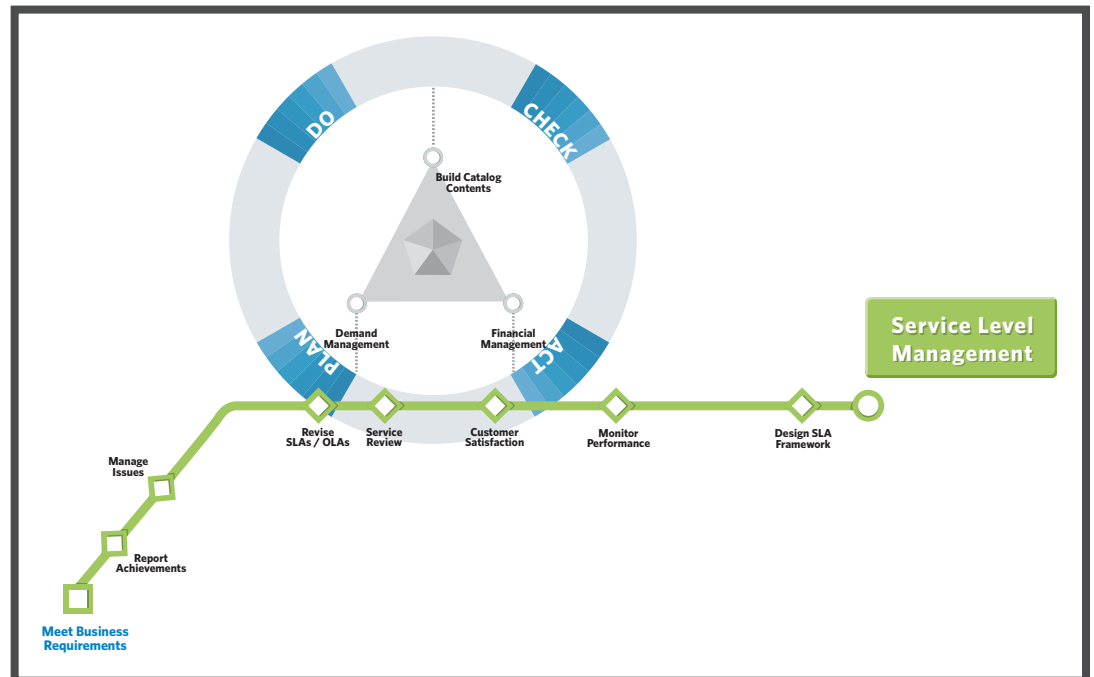 DO
CHECK
Build Catalog
Contents
Demand
Management
Financial
Management
PLAN
ACT
Service Level
Management
Revise
SLAs / OLAs
Service
Review
Customer
Satisfaction
Monitor
Performance
Design SLA
Framework
Manage
Issues
Report
Achievements
Meet Business
Requirements